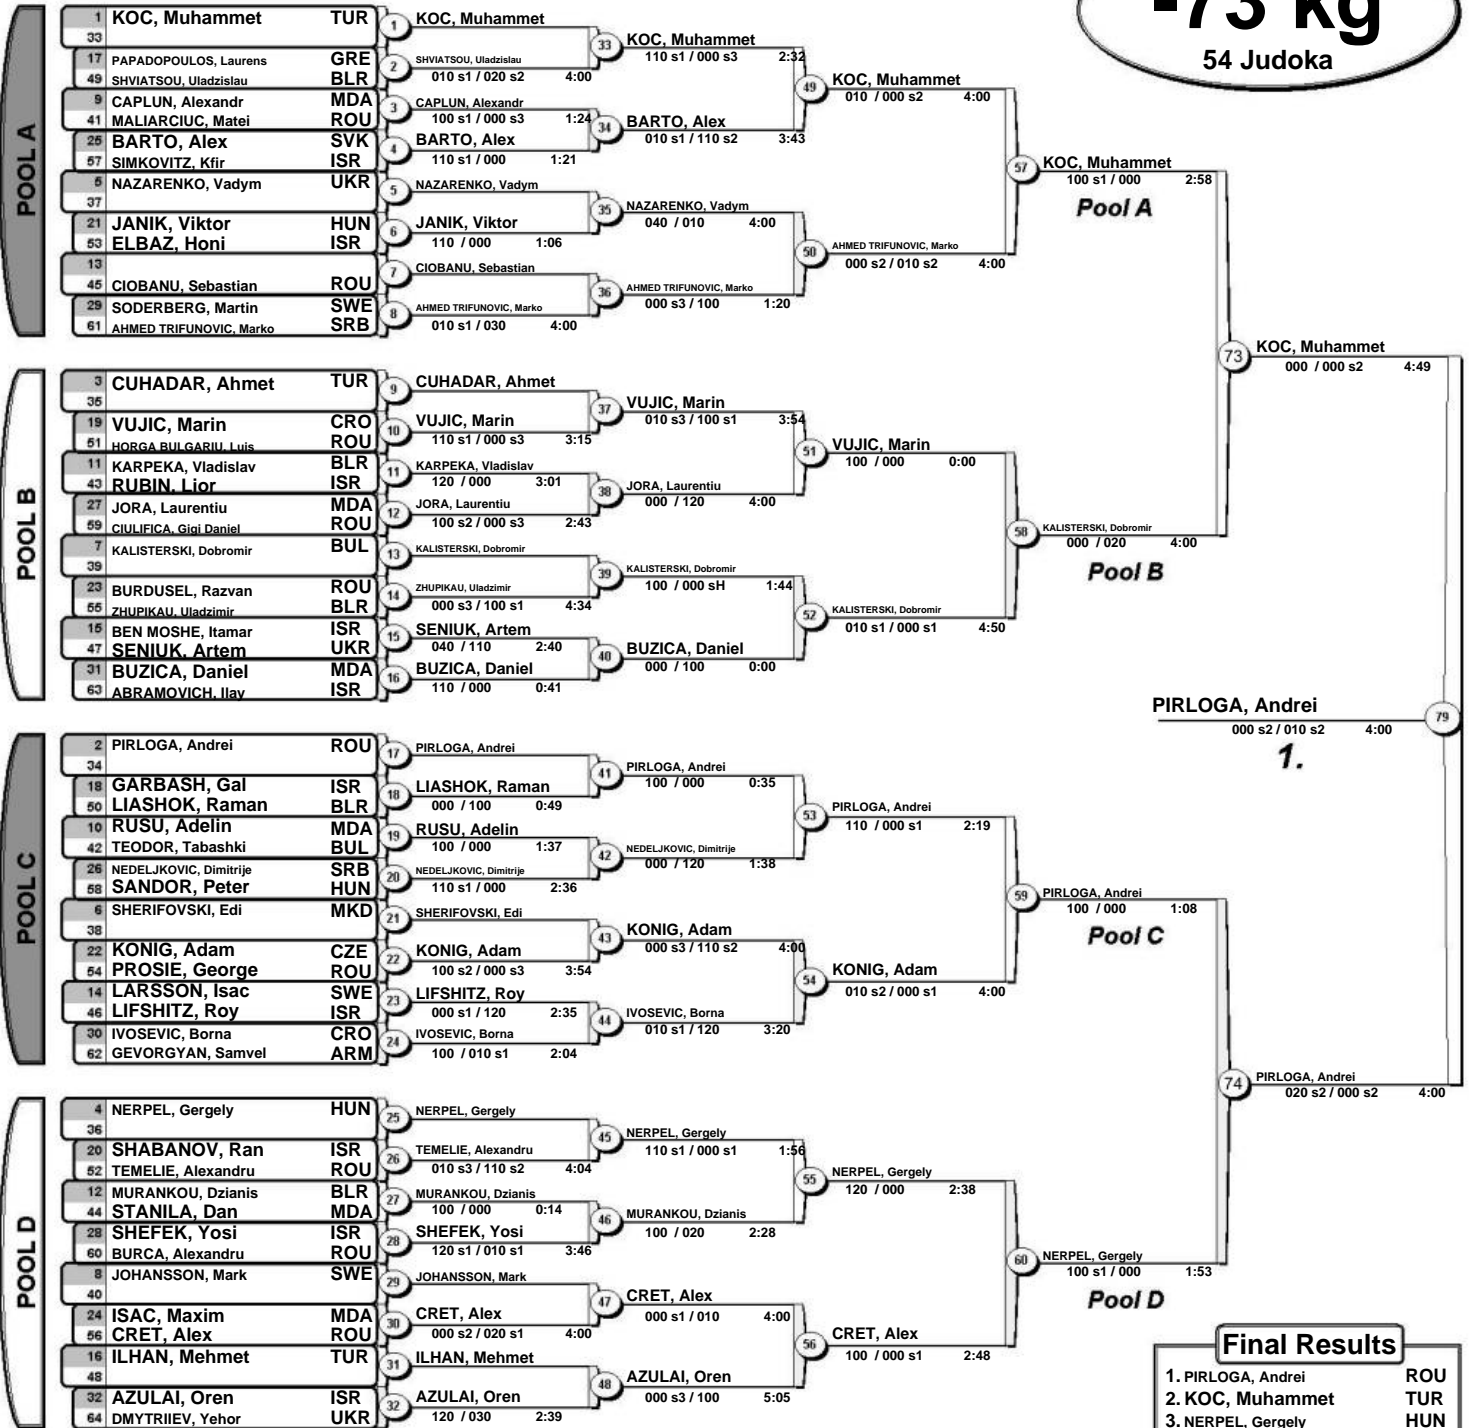 -73 kg
54 Judoka
POOL A
1 KOC, Muhammet TUR
33
17 PAPADOPOULOS, Laurens GRE
49 SHVIATSOU, Uladzislau BLR
9 CAPLUN, Alexandr MDA
41 MALIARCIUC, Matei ROU
25 BARTO, Alex SVK
57 SIMKOVITZ, Kfir ISR
5 NAZARENKO, Vadym UKR
37
21 JANIK, Viktor HUN
53 ELBAZ, Honi ISR
13
45 CIOBANU, Sebastian ROU
29 SODERBERG, Martin SWE
61 AHMED TRIFUNOVIC, Marko SRB
1 KOC, Muhammet
2 SHVIATSOU, Uladzislau
010 s1 / 020 s2 4:00
3 CAPLUN, Alexandr
100 s1 / 000 s3 1:24
4 BARTO, Alex
110 s1 / 000 1:21
5 NAZARENKO, Vadym
6 JANIK, Viktor
110 / 000 1:06
7 CIOBANU, Sebastian
8 AHMED TRIFUNOVIC, Marko
010 s1 / 030 4:00
33 KOC, Muhammet
110 s1 / 000 s3 2:32
34 BARTO, Alex
010 s1 / 110 s2 3:43
35 NAZARENKO, Vadym
040 / 010 4:00
36 AHMED TRIFUNOVIC, Marko
000 s3 / 100 1:20
49 KOC, Muhammet
010 / 000 s2 4:00
50 AHMED TRIFUNOVIC, Marko
000 s2 / 010 s2 4:00
57 KOC, Muhammet
100 s1 / 000 2:58
Pool A
POOL B
3 CUHADAR, Ahmet TUR
35
19 VUJIC, Marin CRO
51 HORGA BULGARIU, Luis ROU
11 KARPEKA, Vladislav BLR
43 RUBIN, Lior ISR
27 JORA, Laurentiu MDA
59 CIULIFICA, Gigi Daniel ROU
7 KALISTERSKI, Dobromir BUL
39
23 BURDUSEL, Razvan ROU
55 ZHUPIKAU, Uladzimir BLR
15 BEN MOSHE, Itamar ISR
47 SENIUK, Artem UKR
31 BUZICA, Daniel MDA
63 ABRAMOVICH, Ilay ISR
9 CUHADAR, Ahmet
10 VUJIC, Marin
110 s1 / 000 s3 3:15
11 KARPEKA, Vladislav
120 / 000 3:01
12 JORA, Laurentiu
100 s2 / 000 s3 2:43
13 KALISTERSKI, Dobromir
14 ZHUPIKAU, Uladzimir
000 s3 / 100 s1 4:34
15 SENIUK, Artem
040 / 110 2:40
16 BUZICA, Daniel
110 / 000 0:41
37 VUJIC, Marin
010 s3 / 100 s1 3:54
38 JORA, Laurentiu
000 / 120 4:00
39 KALISTERSKI, Dobromir
100 / 000 sH 1:44
40 BUZICA, Daniel
000 / 100 0:00
51 VUJIC, Marin
100 / 000 0:00
52 KALISTERSKI, Dobromir
010 s1 / 000 s1 4:50
58 KALISTERSKI, Dobromir
000 / 020 4:00
Pool B
73 KOC, Muhammet
000 / 000 s2 4:49
PIRLOGA, Andrei 79
000 s2 / 010 s2 4:00
1.
POOL C
2 PIRLOGA, Andrei ROU
34
18 GARBASH, Gal ISR
50 LIASHOK, Raman BLR
10 RUSU, Adelin MDA
42 TEODOR, Tabashki BUL
26 NEDELJKOVIC, Dimitrije SRB
58 SANDOR, Peter HUN
6 SHERIFOVSKI, Edi MKD
38
22 KONIG, Adam CZE
54 PROSIE, George ROU
14 LARSSON, Isac SWE
46 LIFSHITZ, Roy ISR
30 IVOSEVIC, Borna CRO
62 GEVORGYAN, Samvel ARM
17 PIRLOGA, Andrei
18 LIASHOK, Raman
000 / 100 0:49
19 RUSU, Adelin
100 / 000 1:37
20 NEDELJKOVIC, Dimitrije
110 s1 / 000 2:36
21 SHERIFOVSKI, Edi
22 KONIG, Adam
100 s2 / 000 s3 3:54
23 LIFSHITZ, Roy
000 s1 / 120 2:35
24 IVOSEVIC, Borna
100 / 010 s1 2:04
41 PIRLOGA, Andrei
100 / 000 0:35
42 NEDELJKOVIC, Dimitrije
000 / 120 1:38
43 KONIG, Adam
000 s3 / 110 s2 4:00
44 IVOSEVIC, Borna
010 s1 / 120 3:20
53 PIRLOGA, Andrei
110 / 000 s1 2:19
54 KONIG, Adam
010 s2 / 000 s1 4:00
59 PIRLOGA, Andrei
100 / 000 1:08
Pool C
POOL D
4 NERPEL, Gergely HUN
36
20 SHABANOV, Ran ISR
52 TEMELIE, Alexandru ROU
12 MURANKOU, Dzianis BLR
44 STANILA, Dan MDA
28 SHEFEK, Yosi ISR
60 BURCA, Alexandru ROU
8 JOHANSSON, Mark SWE
40
24 ISAC, Maxim MDA
56 CRET, Alex ROU
16 ILHAN, Mehmet TUR
48
32 AZULAI, Oren ISR
64 DMYTRIIEV, Yehor UKR
25 NERPEL, Gergely
26 TEMELIE, Alexandru
010 s3 / 110 s2 4:04
27 MURANKOU, Dzianis
100 / 000 0:14
28 SHEFEK, Yosi
120 s1 / 010 s1 3:46
29 JOHANSSON, Mark
30 CRET, Alex
000 s2 / 020 s1 4:00
31 ILHAN, Mehmet
32 AZULAI, Oren
120 / 030 2:39
45 NERPEL, Gergely
110 s1 / 000 s1 1:56
46 MURANKOU, Dzianis
100 / 020 2:28
47 CRET, Alex
000 s1 / 010 4:00
48 AZULAI, Oren
000 s3 / 100 5:05
55 NERPEL, Gergely
120 / 000 2:38
56 CRET, Alex
100 / 000 s1 2:48
60 NERPEL, Gergely
100 s1 / 000 1:53
Pool D
74 PIRLOGA, Andrei
020 s2 / 000 s2 4:00
Final Results
1. PIRLOGA, Andrei ROU
2. KOC, Muhammet TUR
3. NERPEL, Gergely HUN